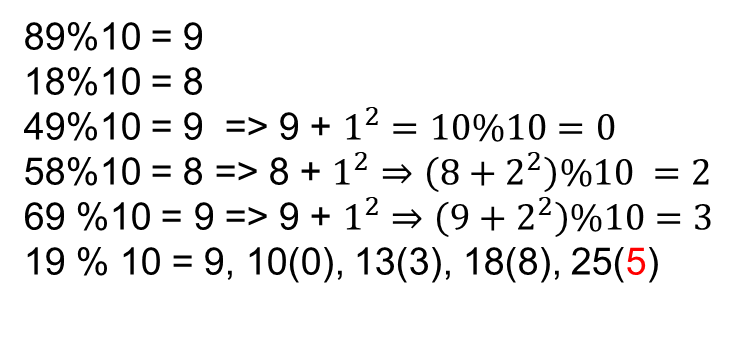 89%10 = 9
18%10 = 8
49%10 = 9 => 9 + 1² = 10%10 = 0
58%10 = 8 => 8 + 1² ⇒ (8 + 2²)%10 = 2
69 %10 = 9 => 9 + 1² ⇒ (9 + 2²)%10 = 3
19 % 10 = 9, 10(0), 13(3), 18(8), 25(5)